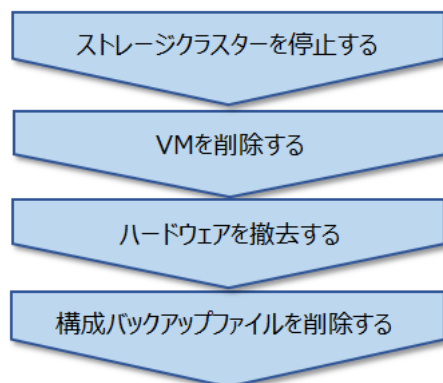 ストレージクラスターを停止する
VMを削除する
ハードウェアを撤去する
構成バックアップファイルを削除する